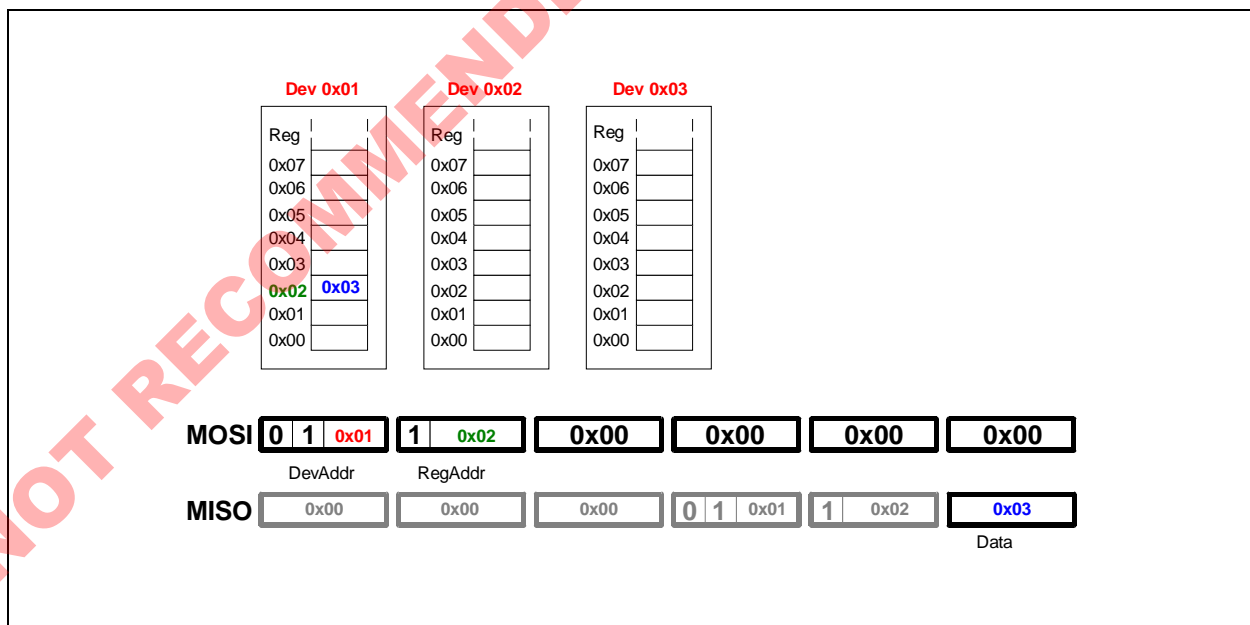 NOT RECOMMENDE
Dev 0x01 Dev 0x02 Dev 0x03
Reg Reg Reg
0x07 0x07 0x07
0x06 0x06 0x06
0x05 0x05 0x05
0x04 0x04 0x04
0x03 0x03 0x03
0x02 0x03 0x02 0x02
0x01 0x01 0x01
0x00 0x00 0x00
MOSI 0 1 0x01 1 0x02 0x00 0x00 0x00 0x00
DevAddr RegAddr
MISO 0x00 0x00 0x00 0 1 0x01 1 0x02 0x03
Data